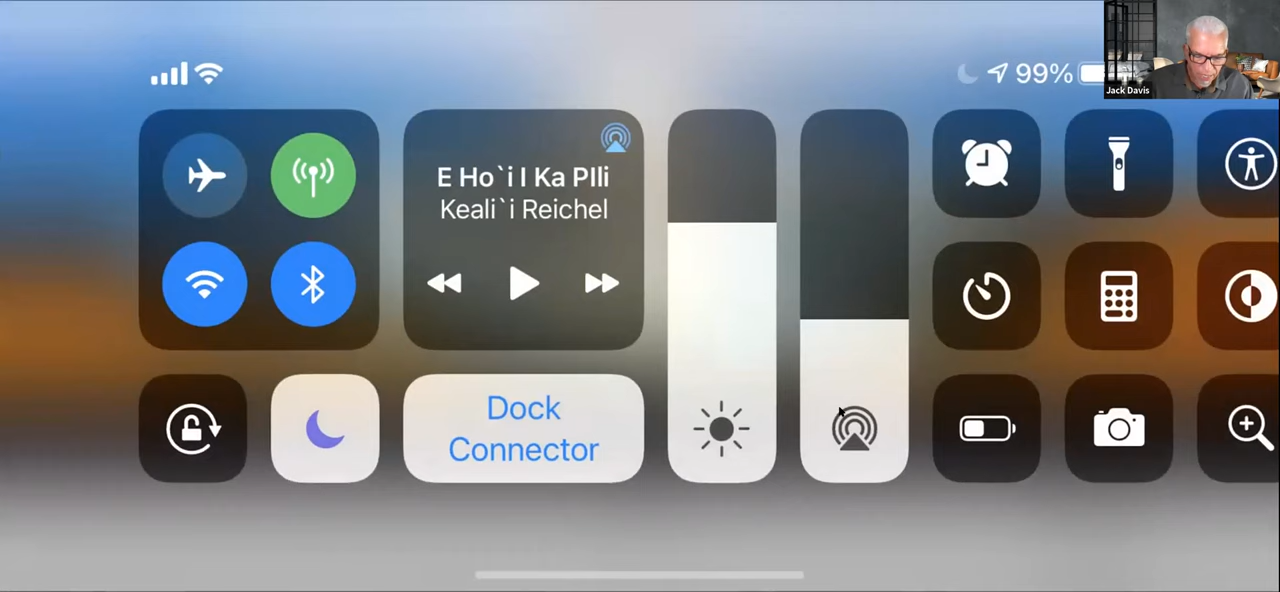 99%
Jack Davis
E Ho`i I Ka PIli
Keali`i Reichel
Dock
Connector